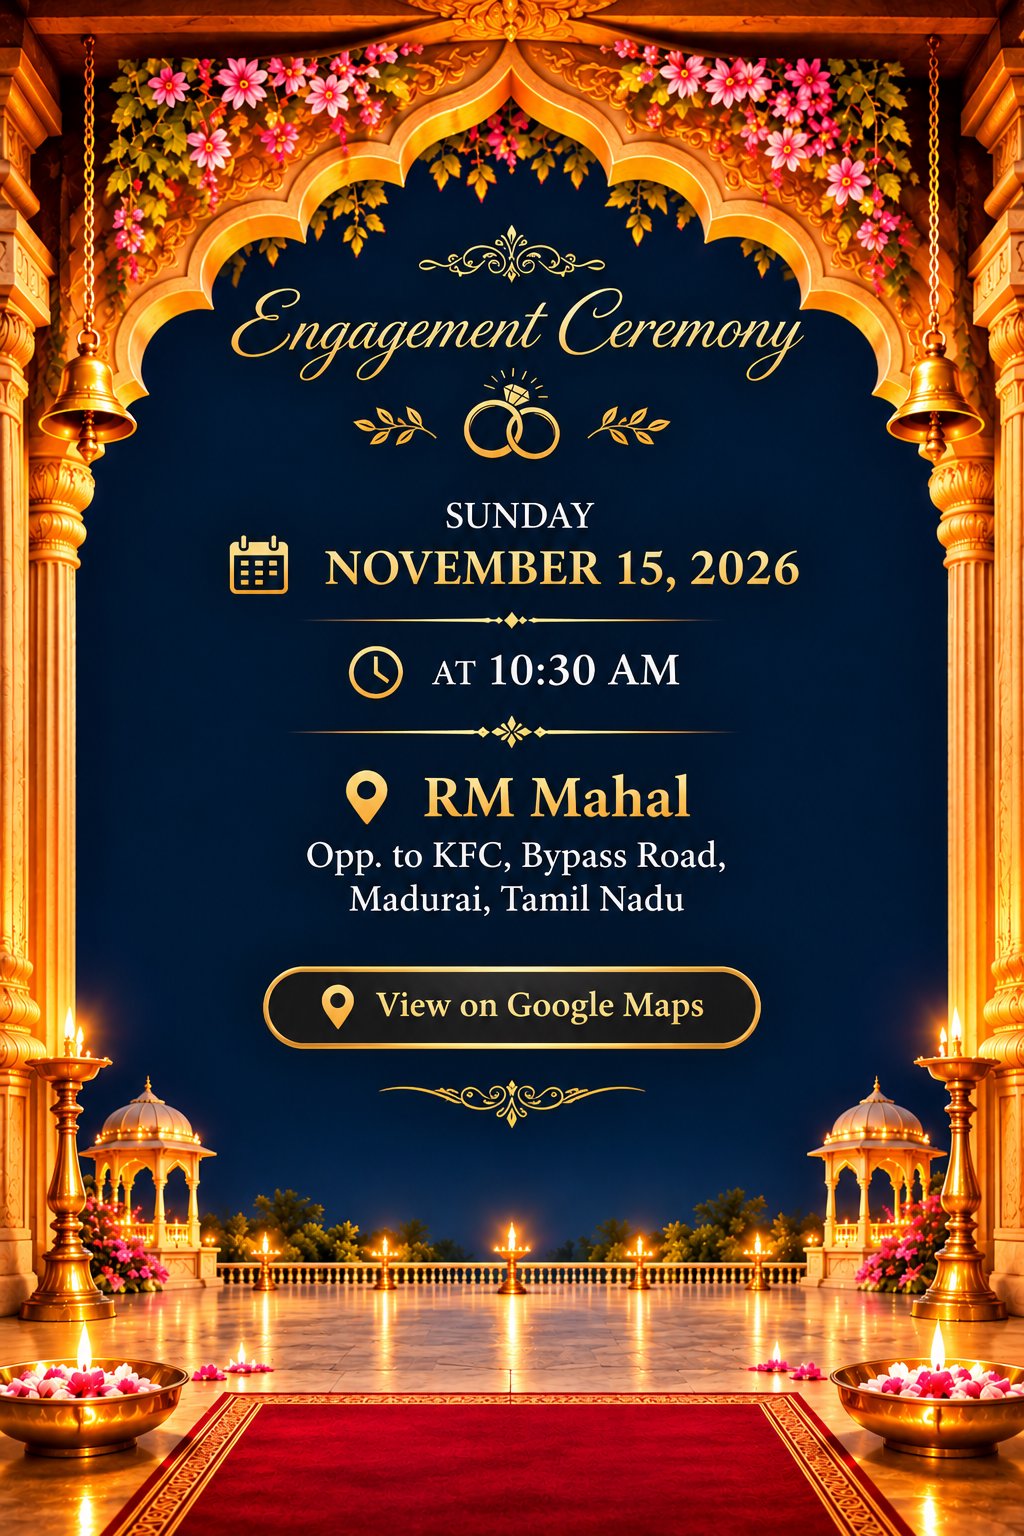 Engagement Ceremony
SUNDAY
NOVEMBER 15, 2026
AT 10:30 AM
RM Mahal
Opp. to KFC, Bypass Road,
Madurai, Tamil Nadu
View on Google Maps